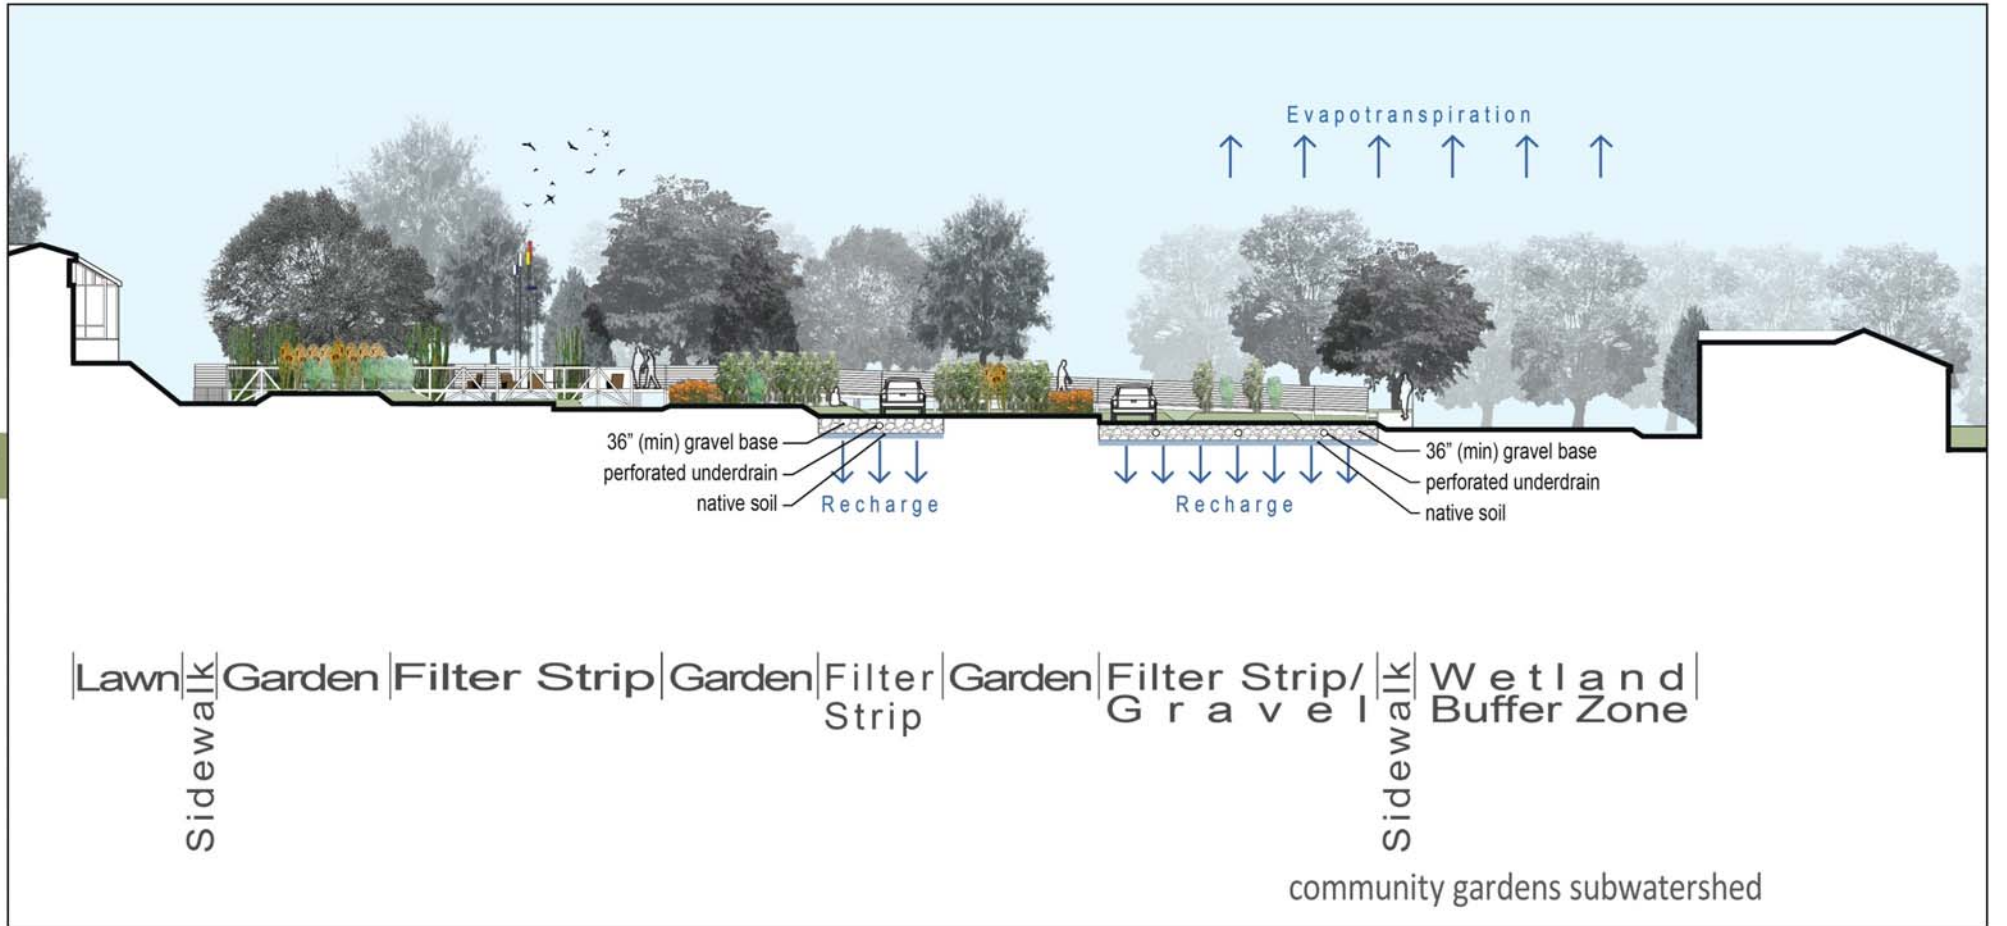 Evapotranspiration
36” (min) gravel base
perforated underdrain
native soil
Recharge
Recharge
36” (min) gravel base
perforated underdrain
native soil
Lawn
Sidewalk
Garden
Filter Strip
Garden
Filter
Strip
Garden
Filter Strip/
Gravel
Sidewalk
Wetland
Buffer Zone
community gardens subwatershed